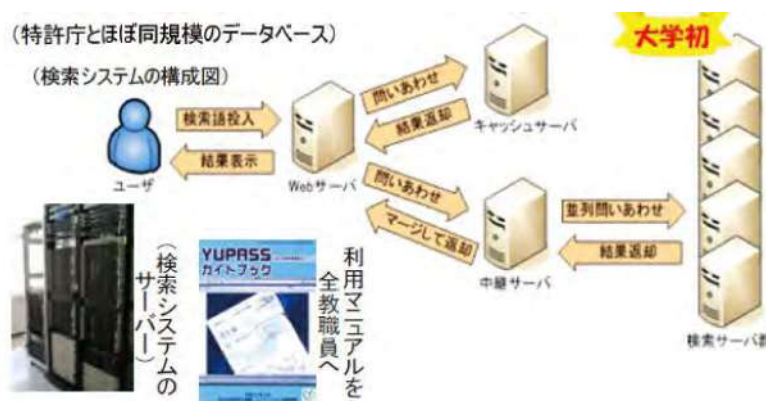 (特許庁とほぼ同規模のデータベース)
大学初
(検索システムの構成図)
問いあわせ
検索語投入
結果返却
キャッシュサーバ
結果表示
ユーザ
Webサーバ
問いあわせ
並列問いあわせ
マージして返却
結果返却
中継サーバ
検索サーバ群
(検索システムの
サーバー)
YUPASS
ガイドブック
利用マニュアルを
全教職員へ